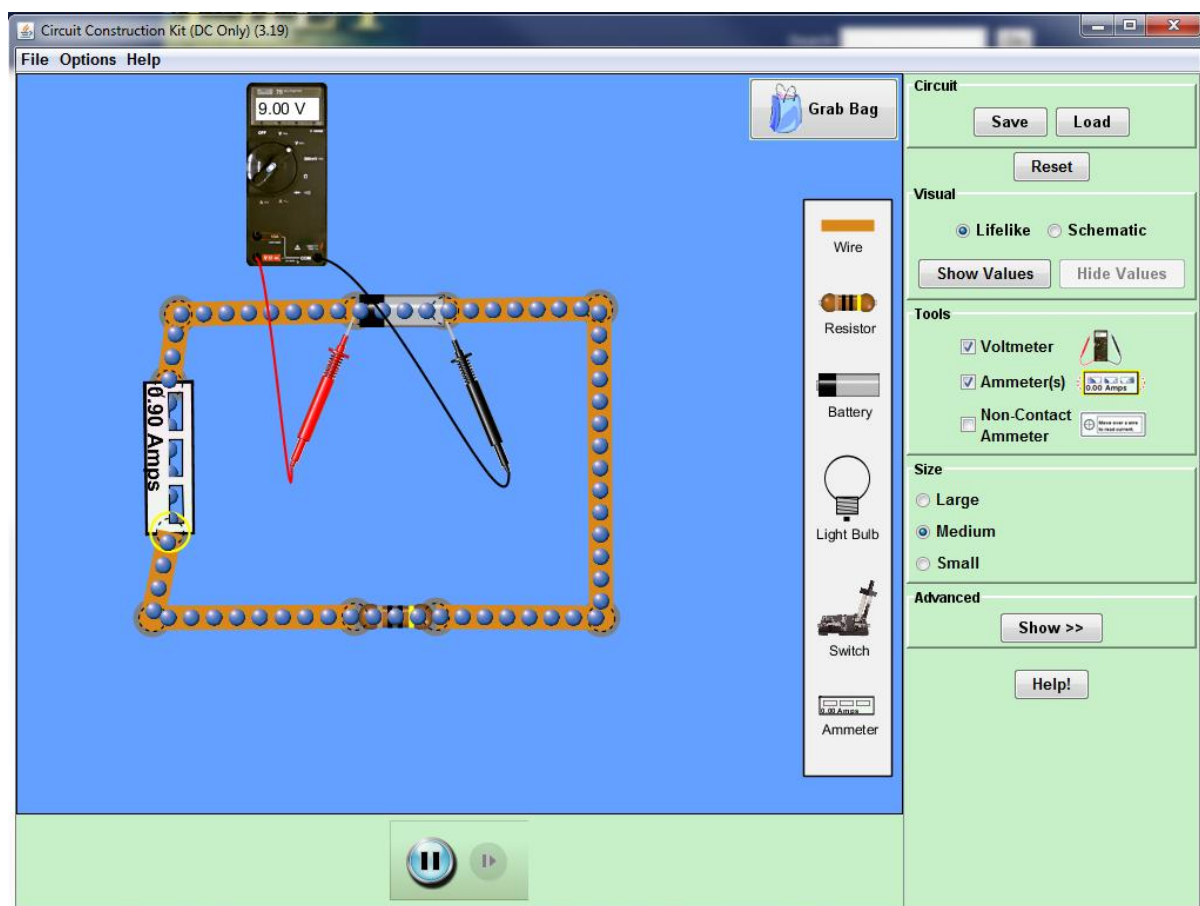 Circuit Construction Kit (DC Only) (3.19)
File Options Help
9.00 V
OFF
COM
0.90 Amps
Grab Bag
Wire
Resistor
Battery
Light Bulb
Switch
0.00 Amps
Ammeter
Circuit
Save Load
Reset
Visual
Lifelike Schematic
Show Values Hide Values
Tools
Voltmeter
Ammeter(s)
0.00 Amps
Non-Contact
Ammeter
Size
Large
Medium
Small
Advanced
Show >>
Help!